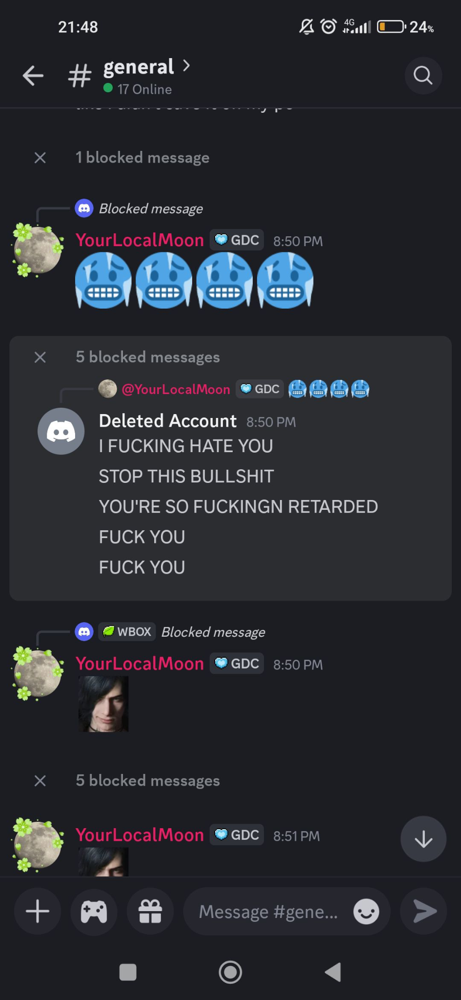 21:48
4G
24%
general
17 Online
1 blocked message
Blocked message
YourLocalMoon GDC 8:50 PM
5 blocked messages
@YourLocalMoon GDC
Deleted Account 8:50 PM
I FUCKING HATE YOU
STOP THIS BULLSHIT
YOU'RE SO FUCKINGN RETARDED
FUCK YOU
FUCK YOU
WBOX Blocked message
YourLocalMoon GDC 8:50 PM
5 blocked messages
YourLocalMoon GDC 8:51 PM
Message #gene...